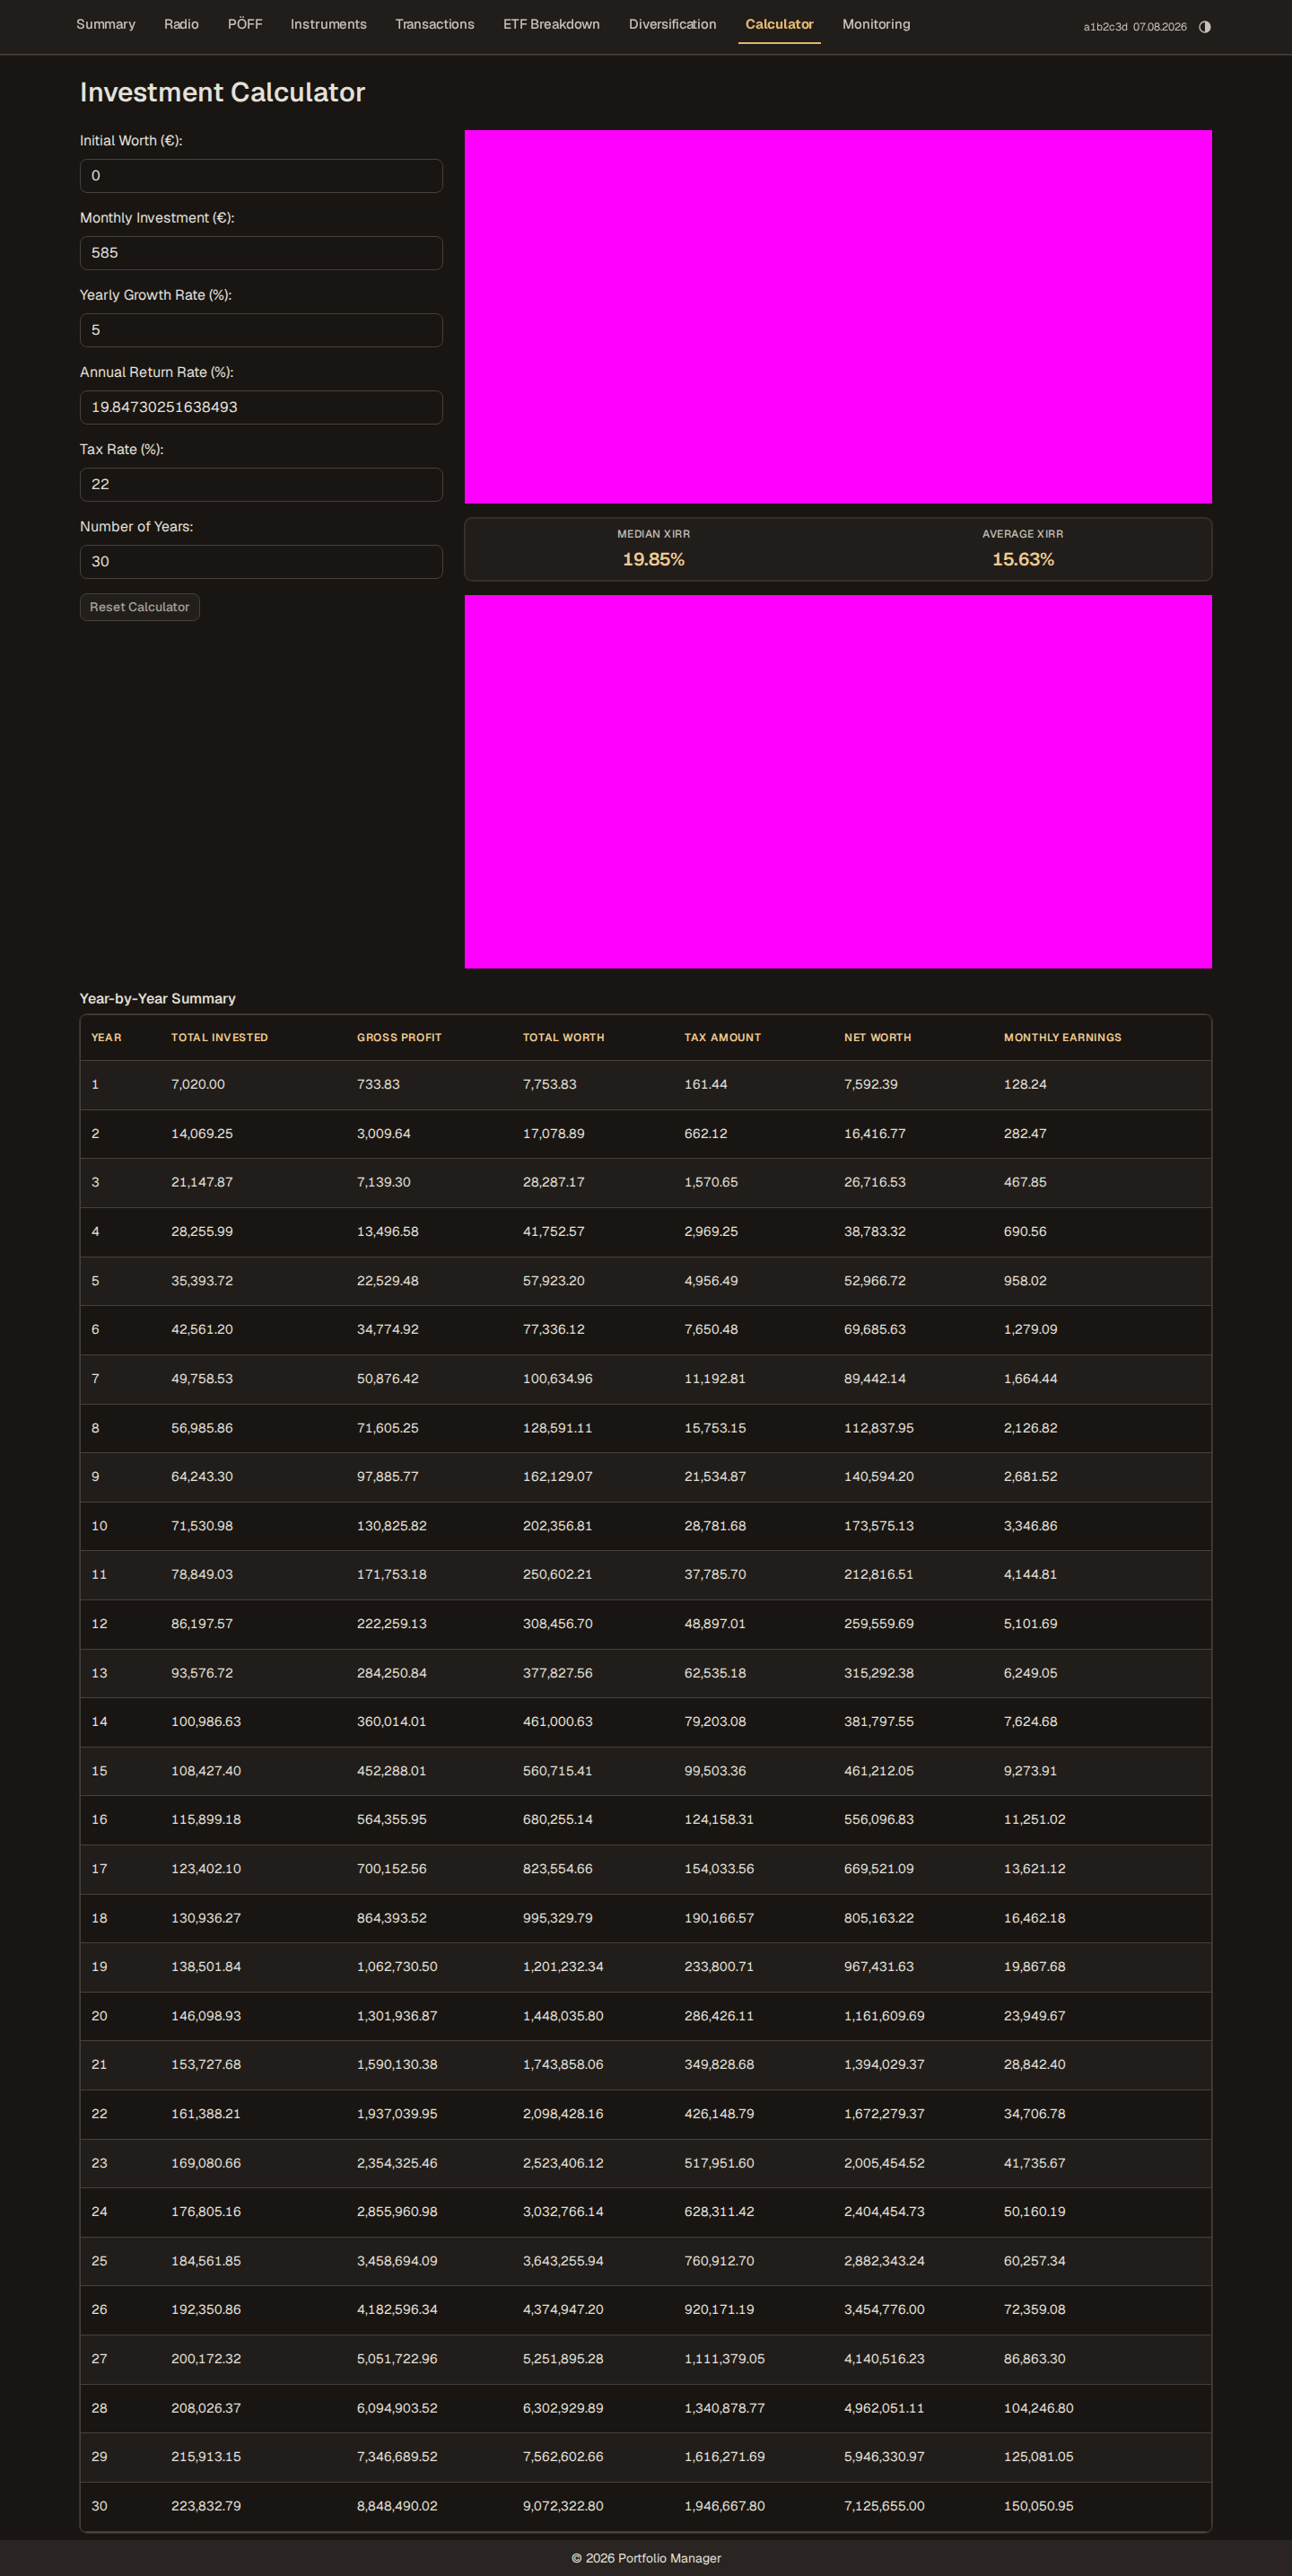 Summary Radio PÖFF Instruments Transactions ETF Breakdown Diversification Calculator Monitoring a1b2c3d 07.08.2026
Investment Calculator
Initial Worth (€):
0
Monthly Investment (€):
585
Yearly Growth Rate (%):
5
Annual Return Rate (%):
19.84730251638493
Tax Rate (%):
22
Number of Years:
30
Reset Calculator
MEDIAN XIRR AVERAGE XIRR
19.85% 15.63%
Year-by-Year Summary
YEAR TOTAL INVESTED GROSS PROFIT TOTAL WORTH TAX AMOUNT NET WORTH MONTHLY EARNINGS
1 7,020.00 733.83 7,753.83 161.44 7,592.39 128.24
2 14,069.25 3,009.64 17,078.89 662.12 16,416.77 282.47
3 21,147.87 7,139.30 28,287.17 1,570.65 26,716.53 467.85
4 28,255.99 13,496.58 41,752.57 2,969.25 38,783.32 690.56
5 35,393.72 22,529.48 57,923.20 4,956.49 52,966.72 958.02
6 42,561.20 34,774.92 77,336.12 7,650.48 69,685.63 1,279.09
7 49,758.53 50,876.42 100,634.96 11,192.81 89,442.14 1,664.44
8 56,985.86 71,605.25 128,591.11 15,753.15 112,837.95 2,126.82
9 64,243.30 97,885.77 162,129.07 21,534.87 140,594.20 2,681.52
10 71,530.98 130,825.82 202,356.81 28,781.68 173,575.13 3,346.86
11 78,849.03 171,753.18 250,602.21 37,785.70 212,816.51 4,144.81
12 86,197.57 222,259.13 308,456.70 48,897.01 259,559.69 5,101.69
13 93,576.72 284,250.84 377,827.56 62,535.18 315,292.38 6,249.05
14 100,986.63 360,014.01 461,000.63 79,203.08 381,797.55 7,624.68
15 108,427.40 452,288.01 560,715.41 99,503.36 461,212.05 9,273.91
16 115,899.18 564,355.95 680,255.14 124,158.31 556,096.83 11,251.02
17 123,402.10 700,152.56 823,554.66 154,033.56 669,521.09 13,621.12
18 130,936.27 864,393.52 995,329.79 190,166.57 805,163.22 16,462.18
19 138,501.84 1,062,730.50 1,201,232.34 233,800.71 967,431.63 19,867.68
20 146,098.93 1,301,936.87 1,448,035.80 286,426.11 1,161,609.69 23,949.67
21 153,727.68 1,590,130.38 1,743,858.06 349,828.68 1,394,029.37 28,842.40
22 161,388.21 1,937,039.95 2,098,428.16 426,148.79 1,672,279.37 34,706.78
23 169,080.66 2,354,325.46 2,523,406.12 517,951.60 2,005,454.52 41,735.67
24 176,805.16 2,855,960.98 3,032,766.14 628,311.42 2,404,454.73 50,160.19
25 184,561.85 3,458,694.09 3,643,255.94 760,912.70 2,882,343.24 60,257.34
26 192,350.86 4,182,596.34 4,374,947.20 920,171.19 3,454,776.00 72,359.08
27 200,172.32 5,051,722.96 5,251,895.28 1,111,379.05 4,140,516.23 86,863.30
28 208,026.37 6,094,903.52 6,302,929.89 1,340,878.77 4,962,051.11 104,246.80
29 215,913.15 7,346,689.52 7,562,602.66 1,616,271.69 5,946,330.97 125,081.05
30 223,832.79 8,848,490.02 9,072,322.80 1,946,667.80 7,125,655.00 150,050.95
© 2026 Portfolio Manager